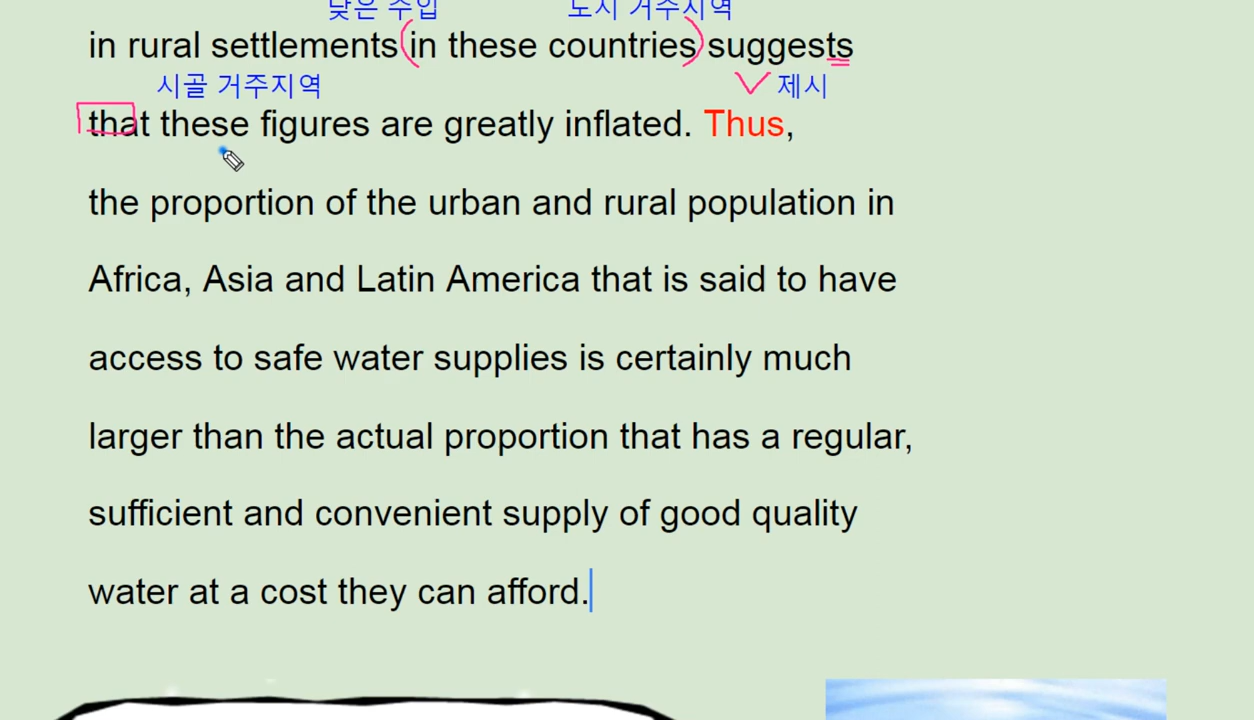 낮은 도시 거주지역
in rural settlements (in these countries) suggests
시골 거주지역 제시
that these figures are greatly inflated. Thus,
the proportion of the urban and rural population in
Africa, Asia and Latin America that is said to have
access to safe water supplies is certainly much
larger than the actual proportion that has a regular,
sufficient and convenient supply of good quality
water at a cost they can afford.